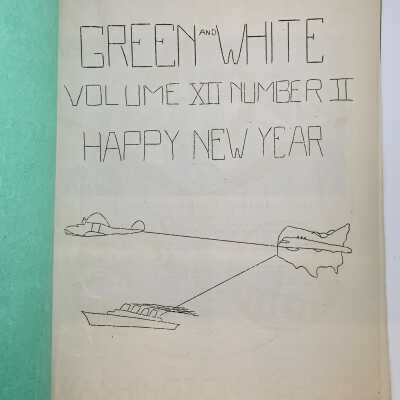 GREEN AND WHITE
VOLUME XII NUMBER II
HAPPY NEW YEAR